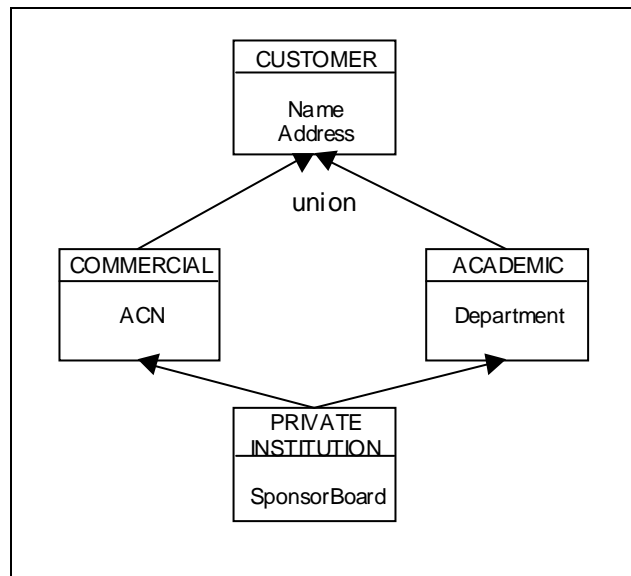 CUSTOMER
Name
Address
union
COMMERCIAL
ACN
ACADEMIC
Department
PRIVATE
INSTITUTION
SponsorBoard